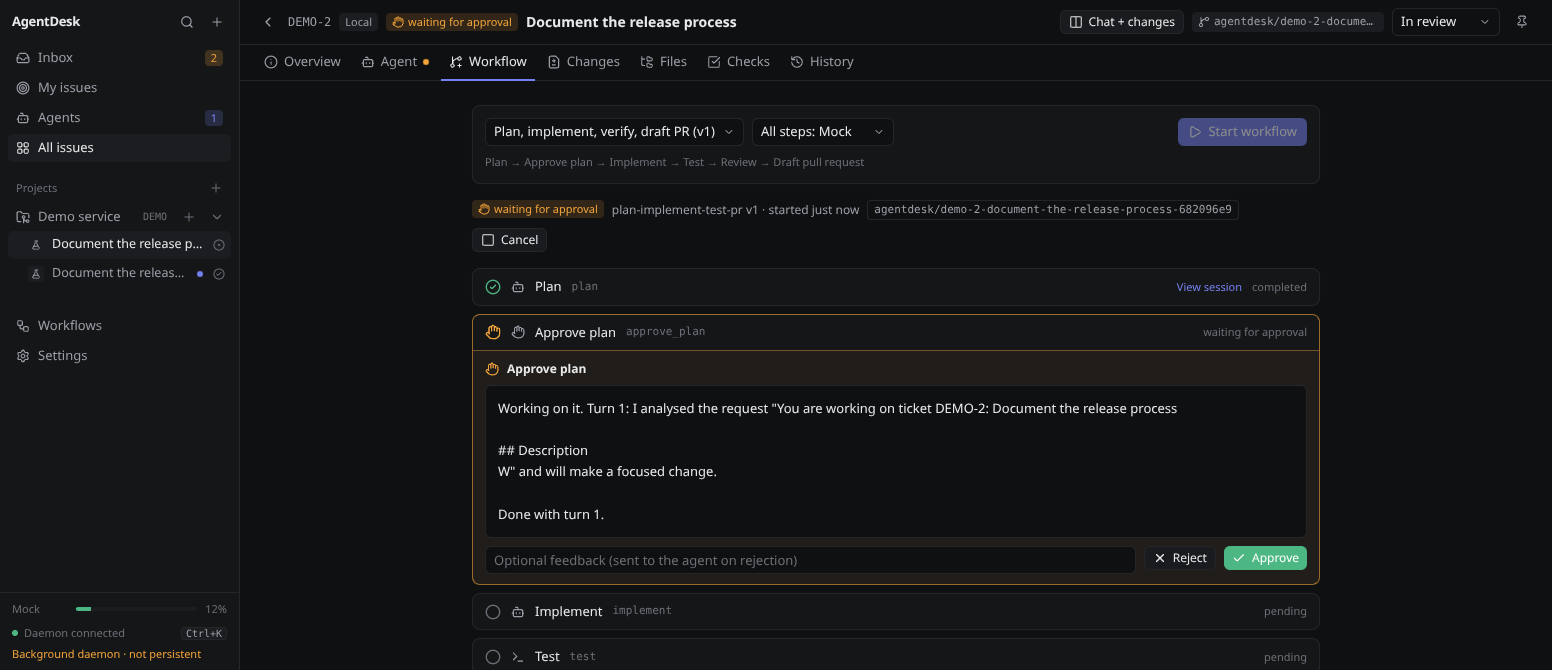 AgentDesk
Inbox 2
My issues
Agents 1
All issues
Projects
Demo service DEMO
Document the release p...
Document the releas...
Workflows
Settings
Mock 12%
Daemon connected Ctrl+K
Background daemon · not persistent
DEMO-2 Local waiting for approval Document the release process
Chat + changes agentdesk/demo-2-docume… In review
Overview Agent Workflow Changes Files Checks History
Plan, implement, verify, draft PR (v1) All steps: Mock Start workflow
Plan → Approve plan → Implement → Test → Review → Draft pull request
waiting for approval plan-implement-test-pr v1 · started just now agentdesk/demo-2-document-the-release-process-682096e9
Cancel
Plan plan View session completed
Approve plan approve_plan waiting for approval
Approve plan
Working on it. Turn 1: I analysed the request "You are working on ticket DEMO-2: Document the release process
## Description
W" and will make a focused change.
Done with turn 1.
Optional feedback (sent to the agent on rejection) Reject Approve
Implement implement pending
Test test pending